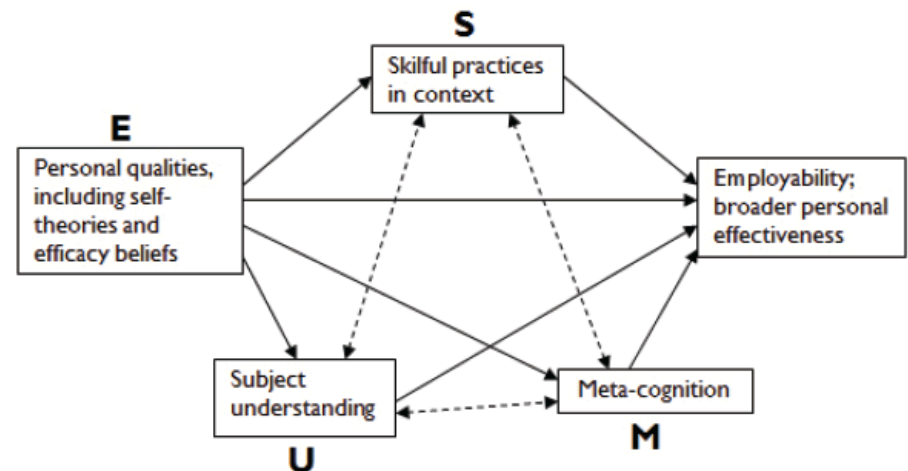 S
Skilful practices
in context
E
Personal qualities,
including self-
theories and
efficacy beliefs
Employability;
broader personal
effectiveness
Subject
understanding
U
Meta-cognition
M